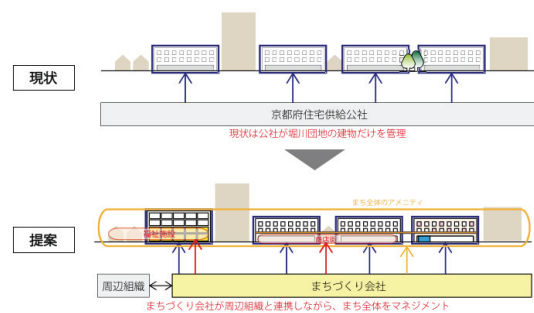 現状
京都府住宅供給公社
現状は公社が堀川団地の建物だけを管理
まち全体のアメニティ
福祉施設
商店街
提案
周辺組織
まちづくり会社
まちづくり会社が周辺組織と連携しながら、まち全体をマネジメント